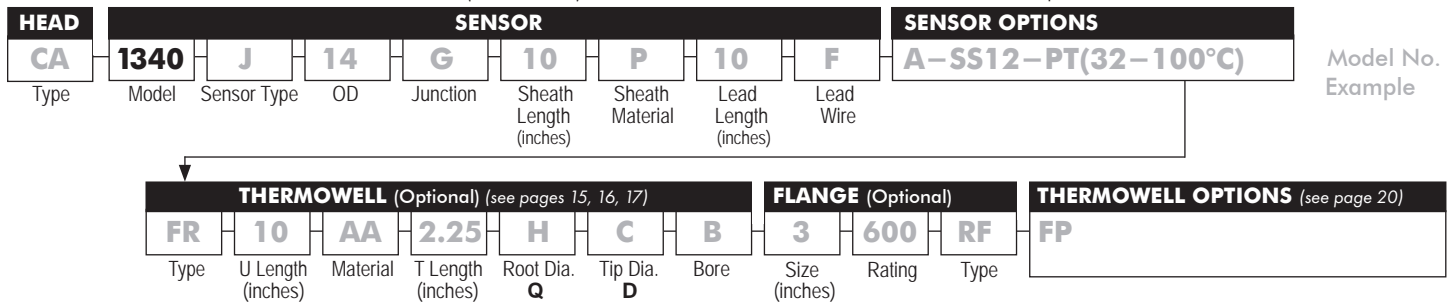 HEAD SENSOR SENSOR OPTIONS
CA 1340 J 14 G 10 P 10 F A–SS12–PT(32–100°C) Model No.
Type Model Sensor Type OD Junction Sheath Sheath Lead Lead Example
Length Material Length Wire
(inches) (inches)
THERMOWELL (Optional) (see pages 15, 16, 17) FLANGE (Optional) THERMOWELL OPTIONS (see page 20)
FR 10 AA 2.25 H C B 3 600 RF FP
Type U Length Material T Length Root Dia. Tip Dia. Bore Size Rating Type
(inches) (inches) Q D (inches)